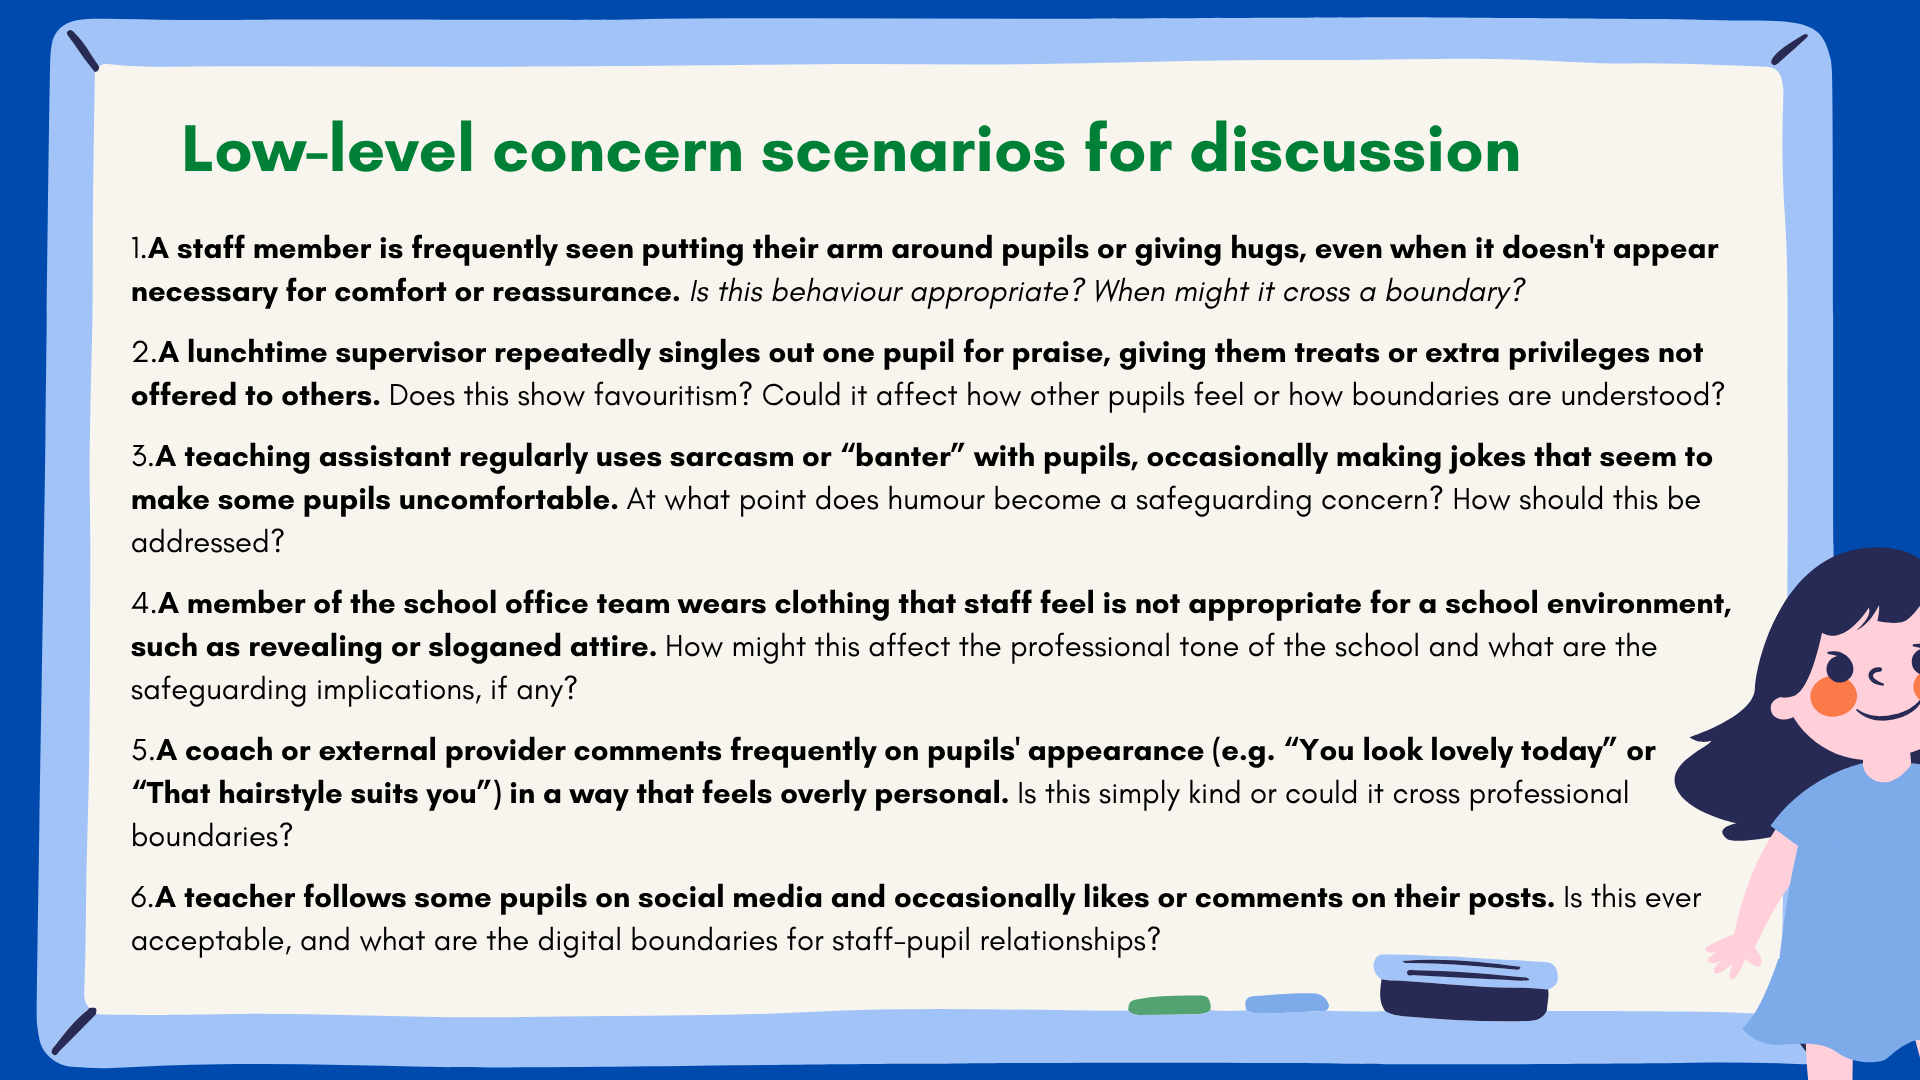 Low-level concern scenarios for discussion
1.A staff member is frequently seen putting their arm around pupils or giving hugs, even when it doesn't appear
necessary for comfort or reassurance. Is this behaviour appropriate? When might it cross a boundary?
2.A lunchtime supervisor repeatedly singles out one pupil for praise, giving them treats or extra privileges not
offered to others. Does this show favouritism? Could it affect how other pupils feel or how boundaries are understood?
3.A teaching assistant regularly uses sarcasm or “banter” with pupils, occasionally making jokes that seem to
make some pupils uncomfortable. At what point does humour become a safeguarding concern? How should this be
addressed?
4.A member of the school office team wears clothing that staff feel is not appropriate for a school environment,
such as revealing or sloganed attire. How might this affect the professional tone of the school and what are the
safeguarding implications, if any?
5.A coach or external provider comments frequently on pupils' appearance (e.g. “You look lovely today” or
“That hairstyle suits you”) in a way that feels overly personal. Is this simply kind or could it cross professional
boundaries?
6.A teacher follows some pupils on social media and occasionally likes or comments on their posts. Is this ever
acceptable, and what are the digital boundaries for staff-pupil relationships?